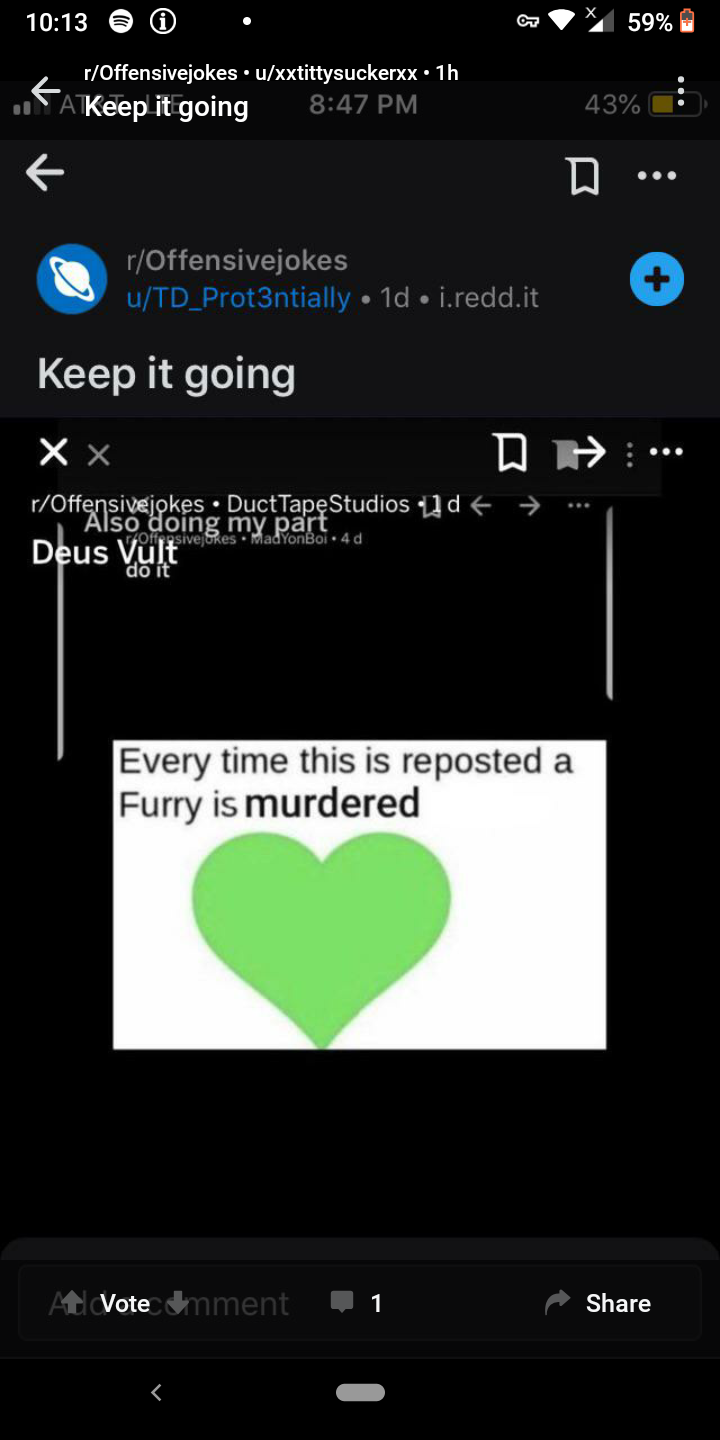 10:13
59%
r/Offensivejokes • u/xxtittysuckerxx • 1h
Keep it going
AT&T LTE
8:47 PM
43%
r/Offensivejokes
u/TD_Prot3ntially • 1d • i.redd.it
Keep it going
r/Offensivejokes • DuctTapeStudios • 1 d
Also doing my part
r/Offensivejokes • MadYonBoi • 4 d
Deus Vult
do it
Every time this is reposted a
Furry is murdered
Add a comment
Vote
1
Share